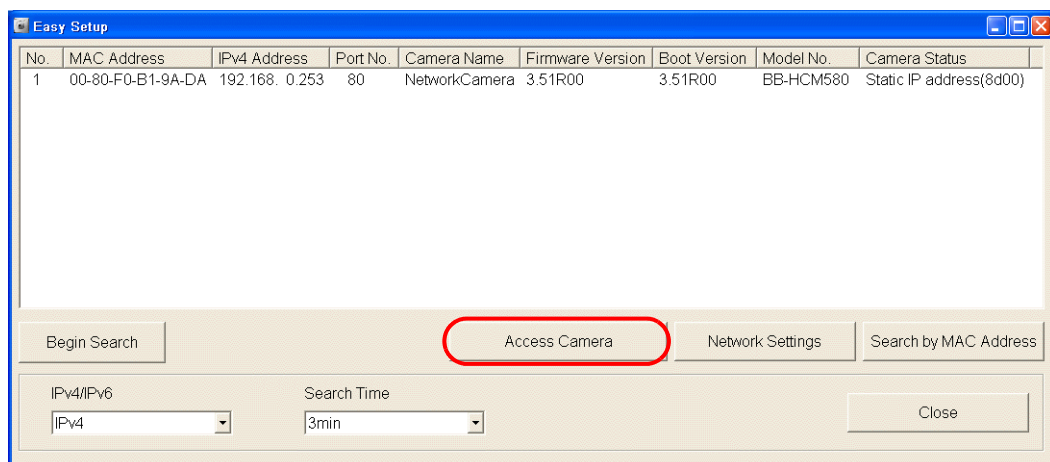 Easy Setup
No. MAC Address IPv4 Address Port No. Camera Name Firmware Version Boot Version Model No. Camera Status
1 00-80-F0-B1-9A-DA 192.168. 0.253 80 NetworkCamera 3.51R00 3.51R00 BB-HCM580 Static IP address(8d00)
Begin Search Access Camera Network Settings Search by MAC Address
IPv4/IPv6 Search Time
IPv4 3min Close